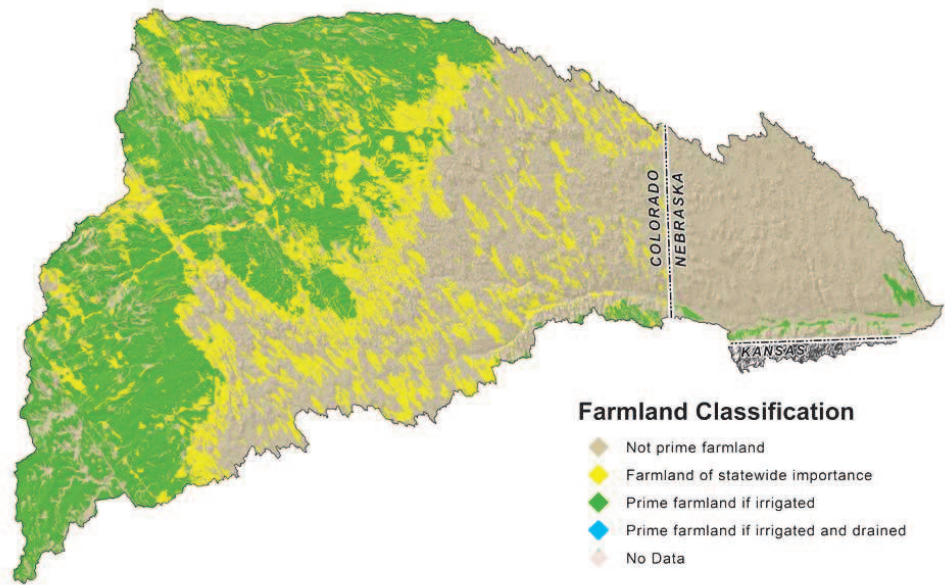 COLORADO
NEBRASKA
KANSAS
Farmland Classification
Not prime farmland
Farmland of statewide importance
Prime farmland if irrigated
Prime farmland if irrigated and drained
No Data